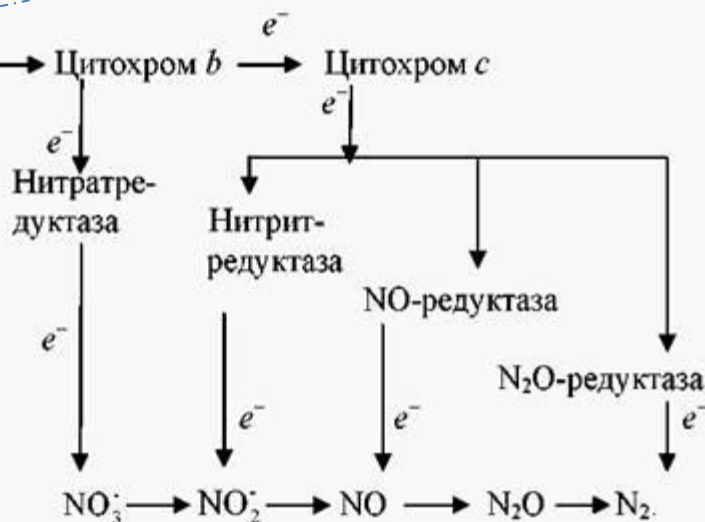 e⁻
Цитохром b
Цитохром c
e⁻
e⁻
Нитратре-
дуктаза
Нитрит-
редуктаза
NO-редуктаза
e⁻
N₂O-редуктаза
e⁻
e⁻
e⁻
NO₃⁻ NO₂⁻ NO N₂O N₂.